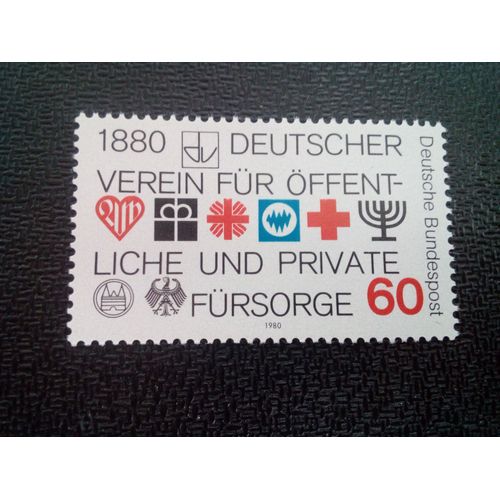 1880 DEUTSCHER
VEREIN FÜR ÖFFENT-
LICHE UND PRIVATE
FÜRSORGE 60
1980
Deutsche Bundespost